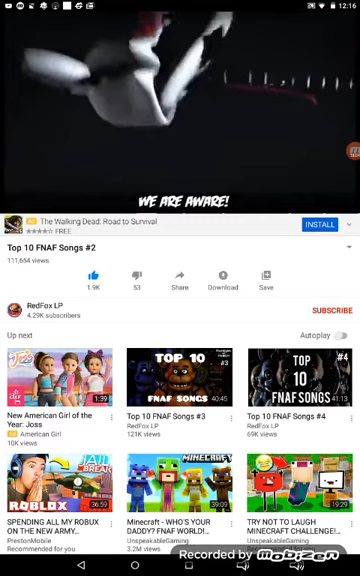 12:16
WE ARE AWARE!
Ad The Walking Dead: Road to Survival
FREE
INSTALL
Top 10 FNAF Songs #2
111,654 views
1.9K
53
Share
Download
Save
RedFox LP
4.29K subscribers
SUBSCRIBE
Up next
Autoplay
1:39
TOP 10
#3
FNAF SONGS
40:45
#4
TOP
10
FNAF SONGS
41:13
New American Girl of the
Year: Joss
Ad American Girl
10K views
Top 10 FNAF Songs #3
RedFox LP
121K views
Top 10 FNAF Songs #4
RedFox LP
69K views
JAIL
BREAK
ROBLOX
36:59
MINECRAFT
39:09
19:29
SPENDING ALL MY ROBUX
ON THE NEW ARMY...
PrestonMobile
Recommended for you
Minecraft - WHO'S YOUR
DADDY? FNAF WORLD!...
UnspeakableGaming
3.2M views
TRY NOT TO LAUGH
MINECRAFT CHALLENGE!...
UnspeakableGaming
Recorded by Mobizen